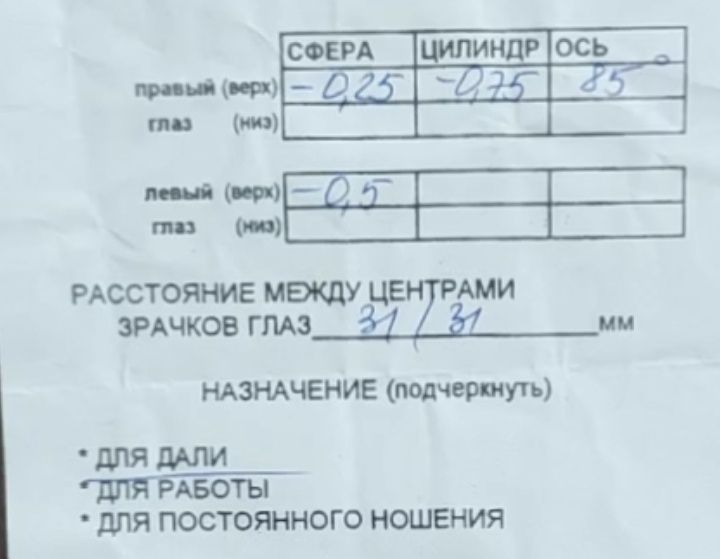 СФЕРА ЦИЛИНДР ОСЬ
правый (верх) -0,25 -0,75 85°
глаз (низ)
левый (верх) -0,5
глаз (низ)
РАССТОЯНИЕ МЕЖДУ ЦЕНТРАМИ
ЗРАЧКОВ ГЛАЗ 31 / 31 мм
НАЗНАЧЕНИЕ (подчеркнуть)
* ДЛЯ ДАЛИ
* ДЛЯ РАБОТЫ
* ДЛЯ ПОСТОЯННОГО НОШЕНИЯ